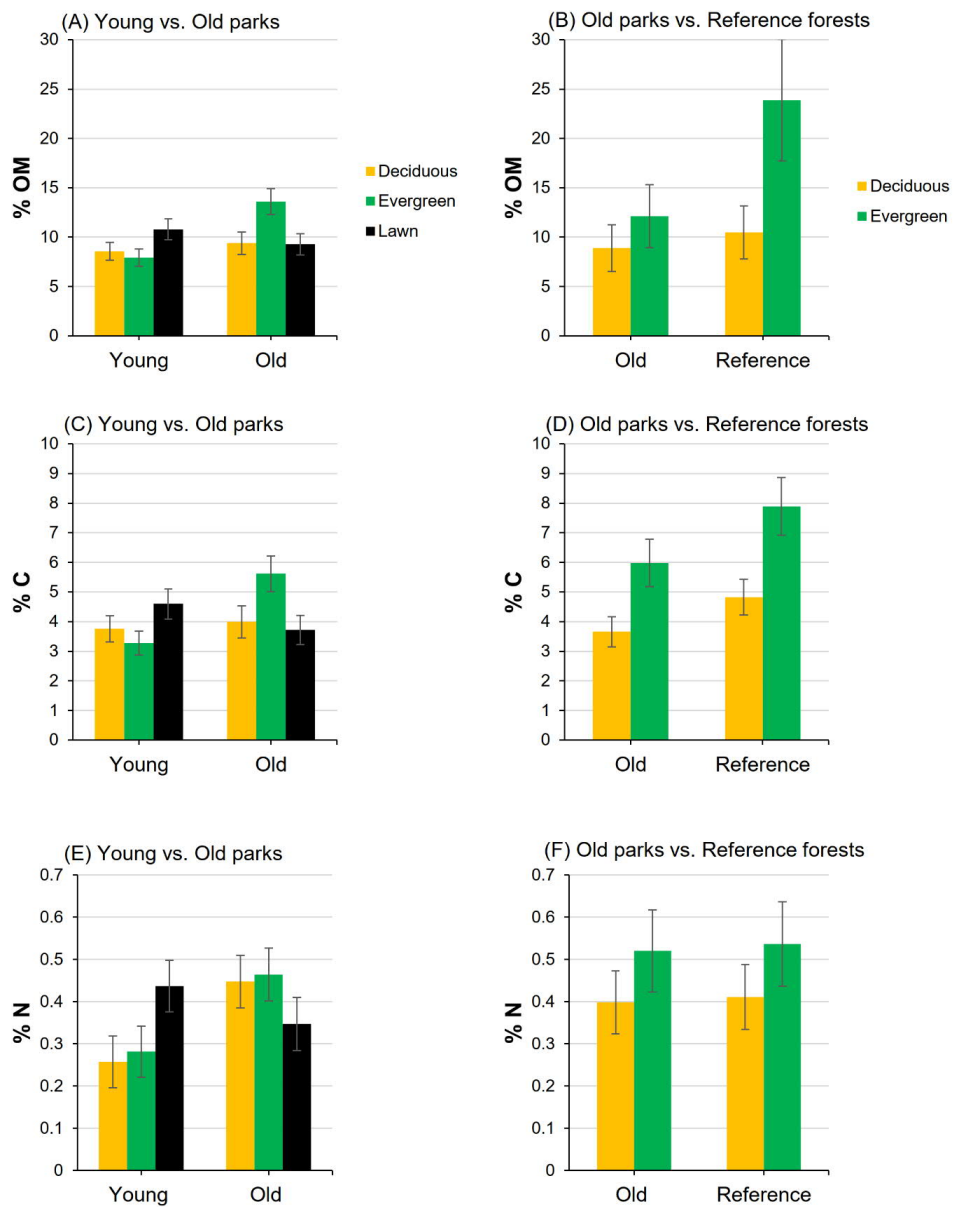 (A) Young vs. Old parks
30
25
20
15
10
5
0
% OM
Young
Old
Deciduous
Evergreen
Lawn
(B) Old parks vs. Reference forests
30
25
20
15
10
5
0
% OM
Old
Reference
Deciduous
Evergreen
(C) Young vs. Old parks
10
9
8
7
6
5
4
3
2
1
0
% C
Young
Old
(D) Old parks vs. Reference forests
10
9
8
7
6
5
4
3
2
1
0
% C
Old
Reference
(E) Young vs. Old parks
0.7
0.6
0.5
0.4
0.3
0.2
0.1
0
% N
Young
Old
(F) Old parks vs. Reference forests
0.7
0.6
0.5
0.4
0.3
0.2
0.1
0
% N
Old
Reference